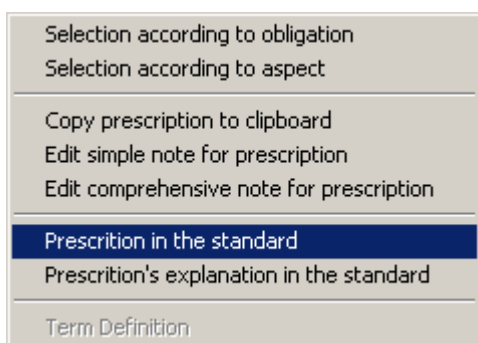 Selection according to obligation
Selection according to aspect
Copy prescription to clipboard
Edit simple note for prescription
Edit comprehensive note for prescription
Prescrition in the standard
Prescrition's explanation in the standard
Term Definition